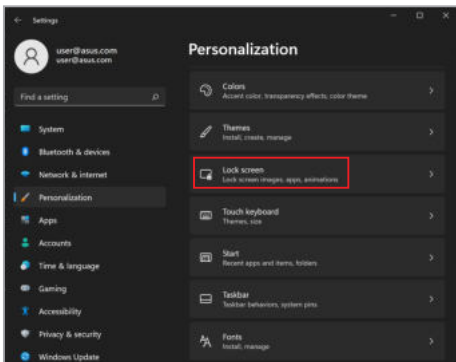 Settings
user@asus.com
user@asus.com
Find a setting
System
Bluetooth & devices
Network & internet
Personalization
Apps
Accounts
Time & language
Gaming
Accessibility
Privacy & security
Windows Update
Personalization
Colors
Accent color, transparency effects, color theme
Themes
Install, create, manage
Lock screen
Lock screen images, apps, animations
Touch keyboard
Themes, size
Start
Recent apps and items, folders
Taskbar
Taskbar behaviors, system pins
Fonts
Install, manage